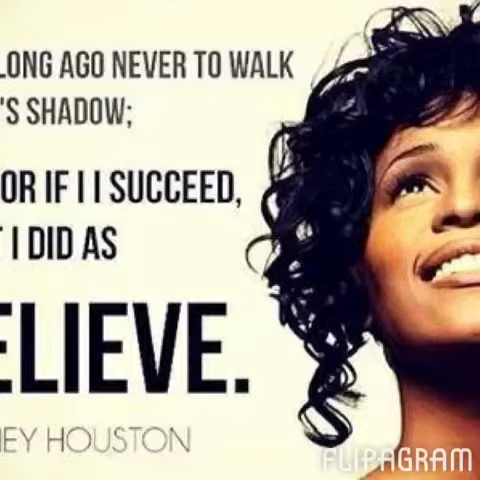 LONG AGO NEVER TO WALK
'S SHADOW;
OR IF I I SUCCEED,
T I DID AS
ELIEVE.
EY HOUSTON
FLIPAGRAM